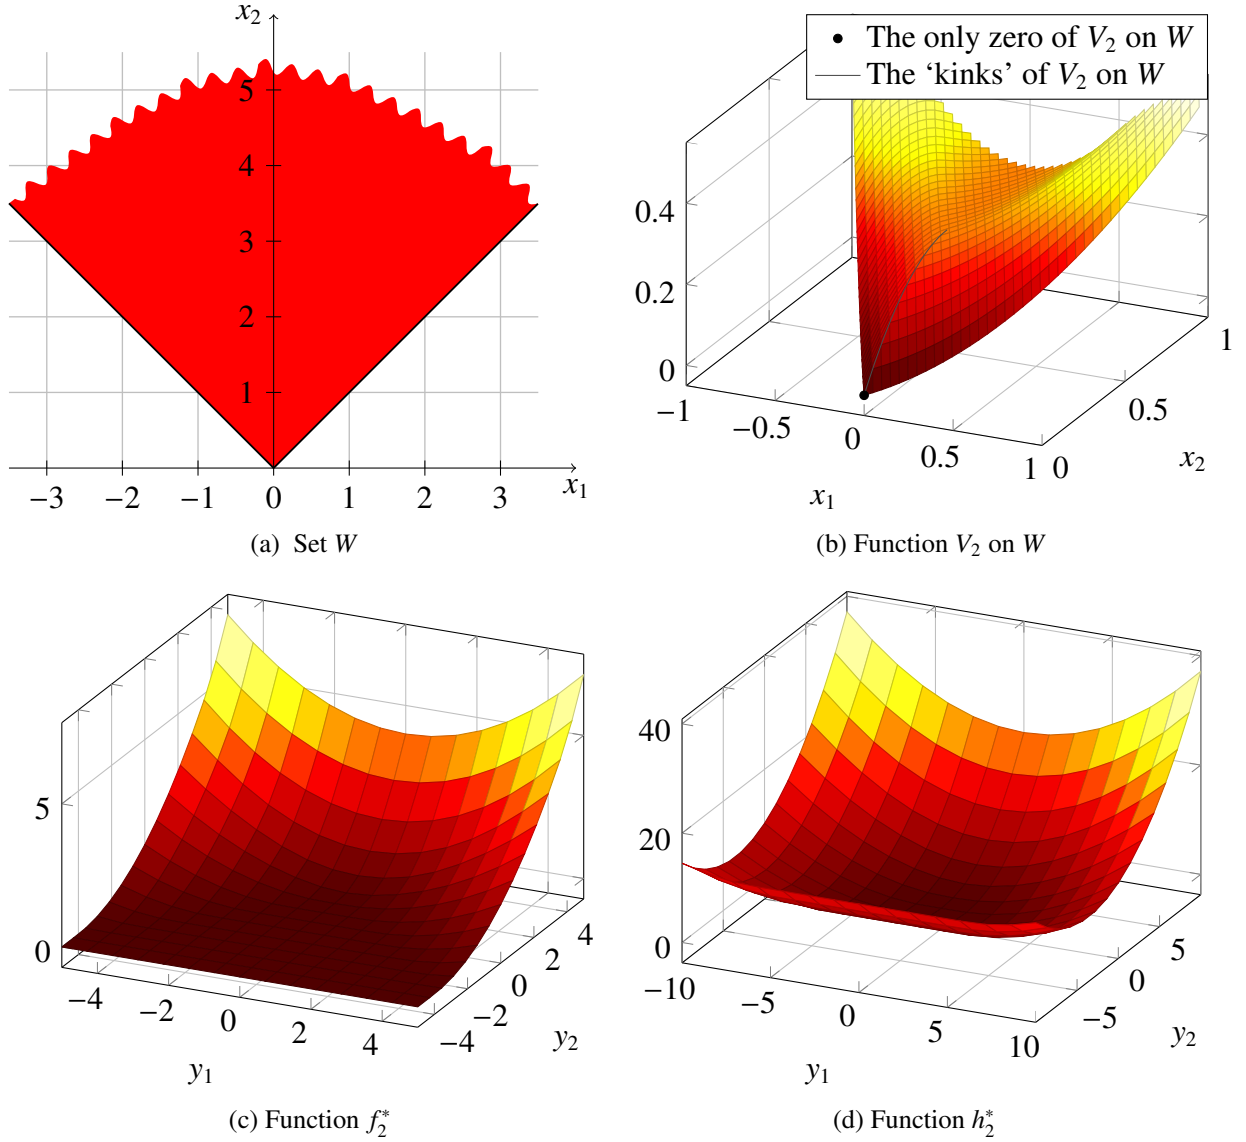 x₂
5
4
3
2
1
−3 −2 −1 0 1 2 3 x₁
(a) Set W
The only zero of V₂ on W
The ‘kinks’ of V₂ on W
0.4
0.2
0
−1 −0.5 0 0.5 1
x₁
0 0.5 1
x₂
(b) Function V₂ on W
5
0
−4 −2 0 2 4
y₁
−4 −2 0 2 4
y₂
(c) Function f₂*
40
20
0
−10 −5 0 5 10
y₁
−5 0 5
y₂
(d) Function h₂*